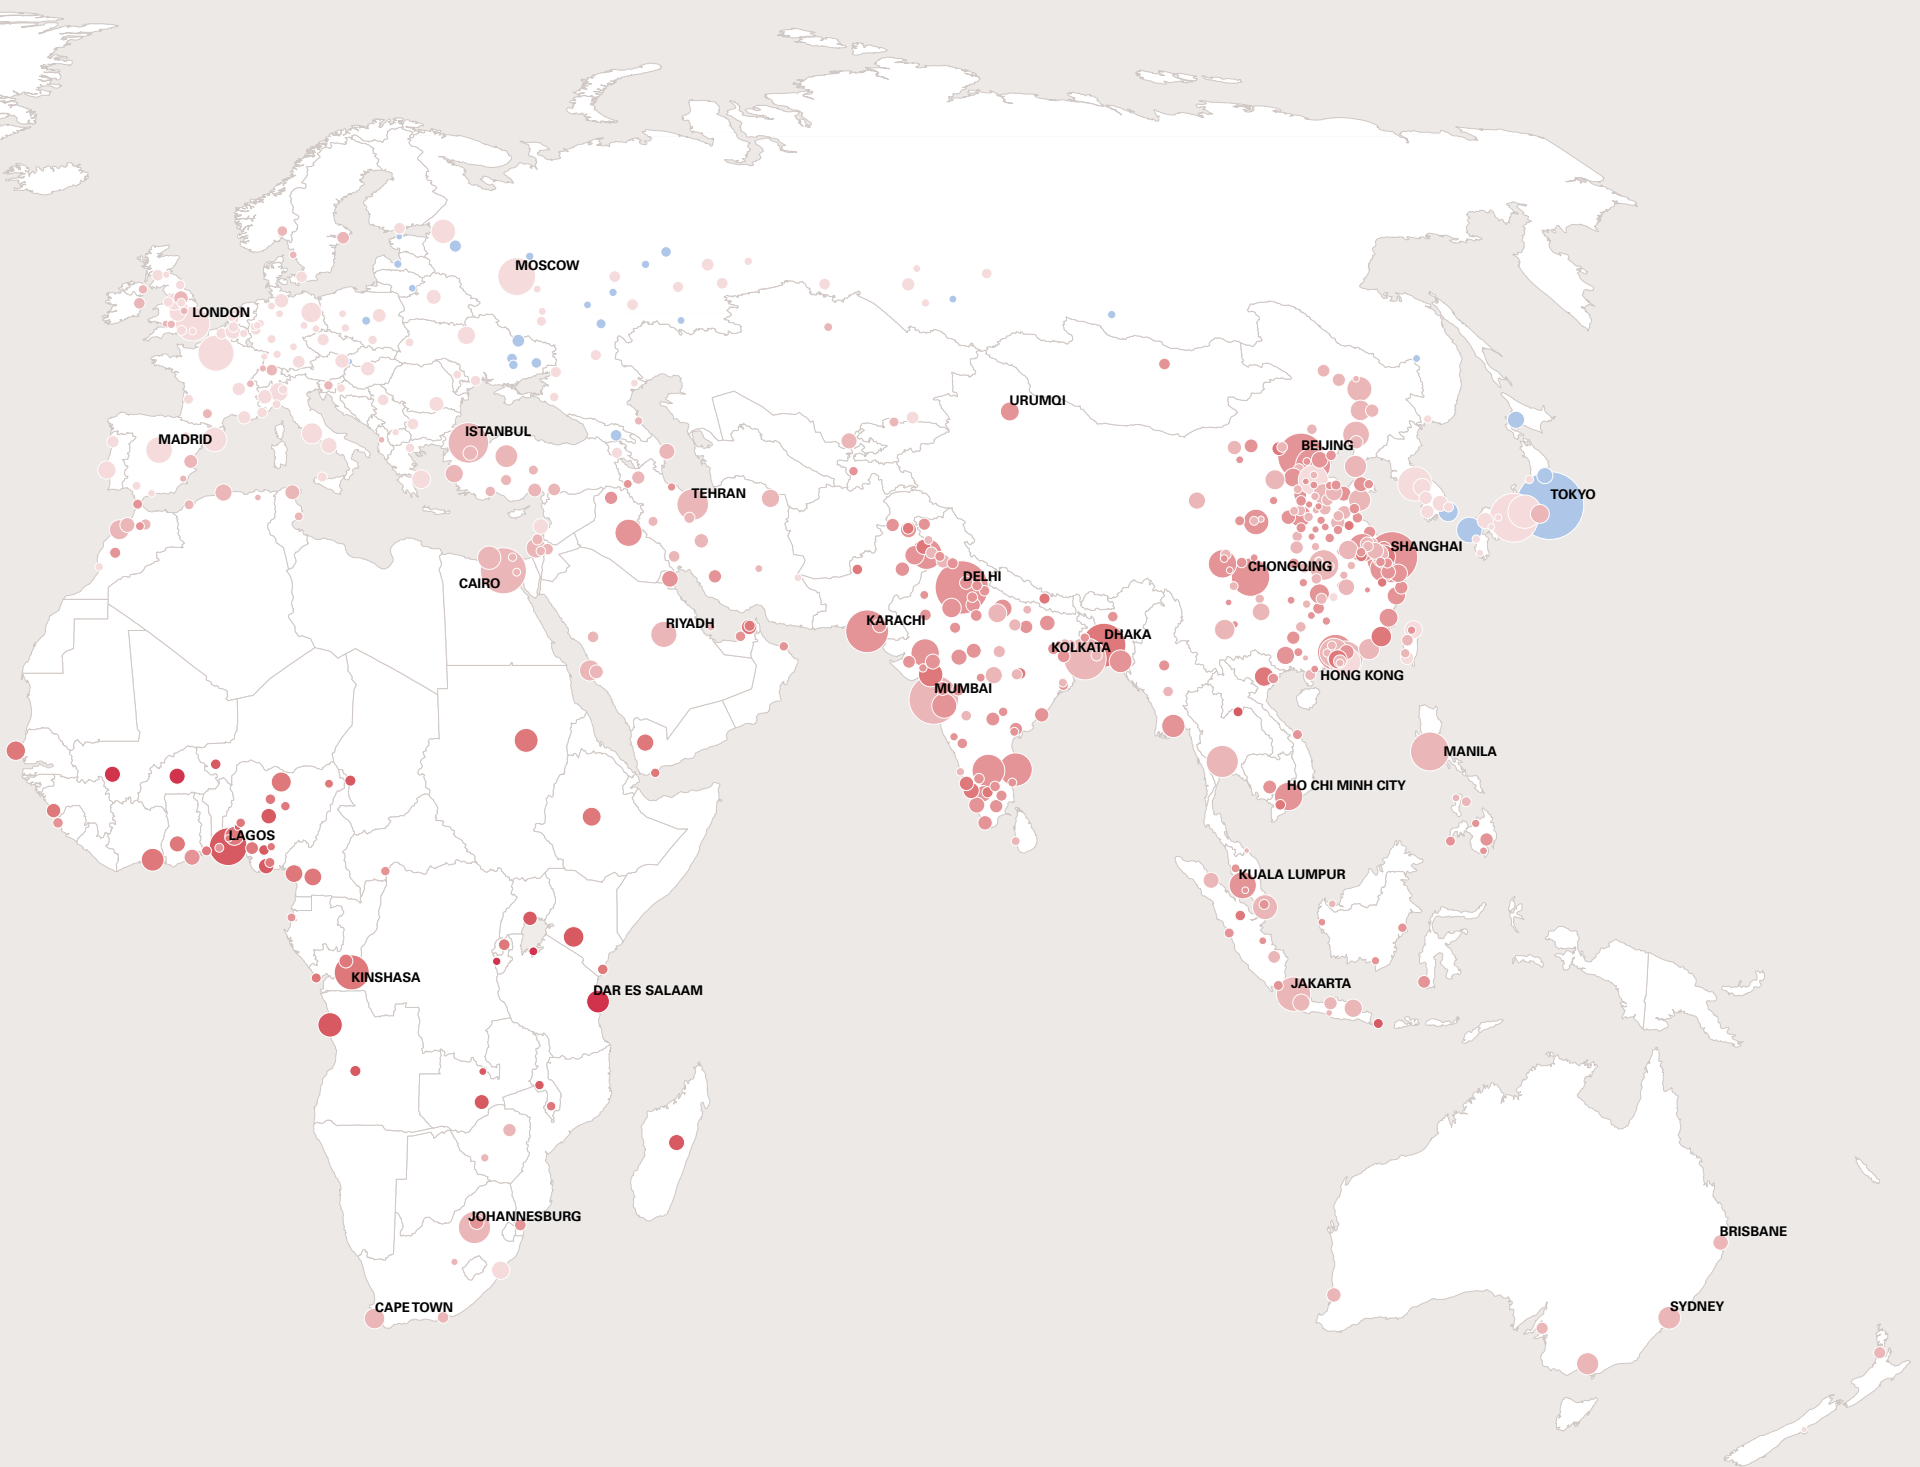 MOSCOW
LONDON
URUMQI
ISTANBUL
MADRID
BEIJING
TEHRAN
TOKYO
SHANGHAI
CHONGQING
DELHI
CAIRO
KARACHI
RIYADH
DHAKA
KOLKATA
HONG KONG
MUMBAI
MANILA
HO CHI MINH CITY
LAGOS
KUALA LUMPUR
KINSHASA
JAKARTA
DAR ES SALAAM
JOHANNESBURG
BRISBANE
CAPE TOWN
SYDNEY